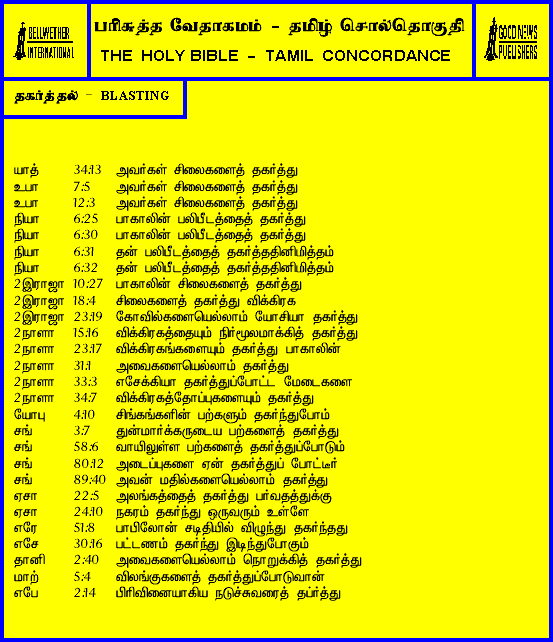 BELLWETHER INTERNATIONAL
பரிசுத்த வேதாகமம் - தமிழ் சொல்தொகுதி
THE HOLY BIBLE - TAMIL CONCORDANCE
GOOD NEWS PUBLISHERS
தகர்த்தல் - BLASTING
யாத் 34:13 அவர்கள் சிலைகளைத் தகர்த்து
உபா 7:5 அவர்கள் சிலைகளைத் தகர்த்து
உபா 12:3 அவர்கள் சிலைகளைத் தகர்த்து
நியா 6:25 பாகாலின் பலிபீடத்தைத் தகர்த்து
நியா 6:30 பாகாலின் பலிபீடத்தைத் தகர்த்து
நியா 6:31 தன் பலிபீடத்தைத் தகர்த்ததினிமித்தம்
நியா 6:32 தன் பலிபீடத்தைத் தகர்த்ததினிமித்தம்
2இராஜா 10:27 பாகாலின் சிலைகளைத் தகர்த்து
2இராஜா 18:4 சிலைகளைத் தகர்த்து விக்கிரக
2இராஜா 23:19 கோவில்களையெல்லாம் யோசியா தகர்த்து
2நாளா 15:16 விக்கிரகத்தையும் நிர்மூலமாக்கித் தகர்த்து
2நாளா 23:17 விக்கிரகங்களையும் தகர்த்து பாகாலின்
2நாளா 31:1 அவைகளையெல்லாம் தகர்த்து
2நாளா 33:3 எசேக்கியா தகர்த்துப்போட்ட மேடைகளை
2நாளா 34:7 விக்கிரகத்தோப்புகளையும் தகர்த்து
யோபு 4:10 சிங்கங்களின் பற்களும் தகர்ந்துபோம்
சங் 3:7 துன்மார்க்கருடைய பற்களைத் தகர்த்து
சங் 58:6 வாயிலுள்ள பற்களைத் தகர்த்துப்போடும்
சங் 80:12 அடைப்புகளை ஏன் தகர்த்துப் போட்டீர்
சங் 89:40 அவன் மதில்களையெல்லாம் தகர்த்து
ஏசா 22:5 அலங்கத்தைத் தகர்த்து பர்வதத்துக்கு
ஏசா 24:10 நகரம் தகர்ந்து ஒருவரும் உள்ளே
எரே 51:8 பாபிலோன் சடிதியில் விழுந்து தகர்ந்தது
எசே 30:16 பட்டணம் தகர்ந்து இடிந்துபோகும்
தானி 2:40 அவைகளையெல்லாம் நொறுக்கித் தகர்த்து
மாற் 5:4 விலங்குகளைத் தகர்த்துப்போடுவான்
எபே 2:14 பிரிவினையாகிய நடுச்சுவரைத் தப்ர்த்து